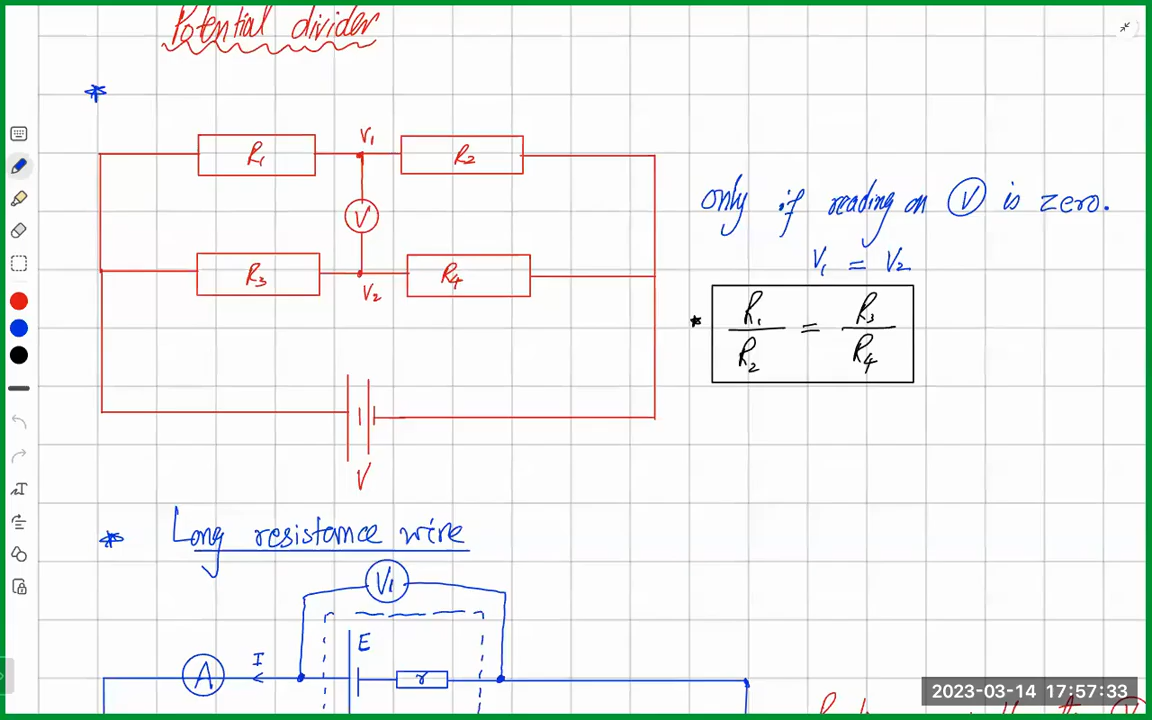 Potential divider
*
R1
V1
R2
V
only if reading on V is zero.
V1 = V2
R3
V2
R4
* R1/R2 = R3/R4
V
* Long resistance wire
V1
E
I
A
r
2023-03-14 17:57:33